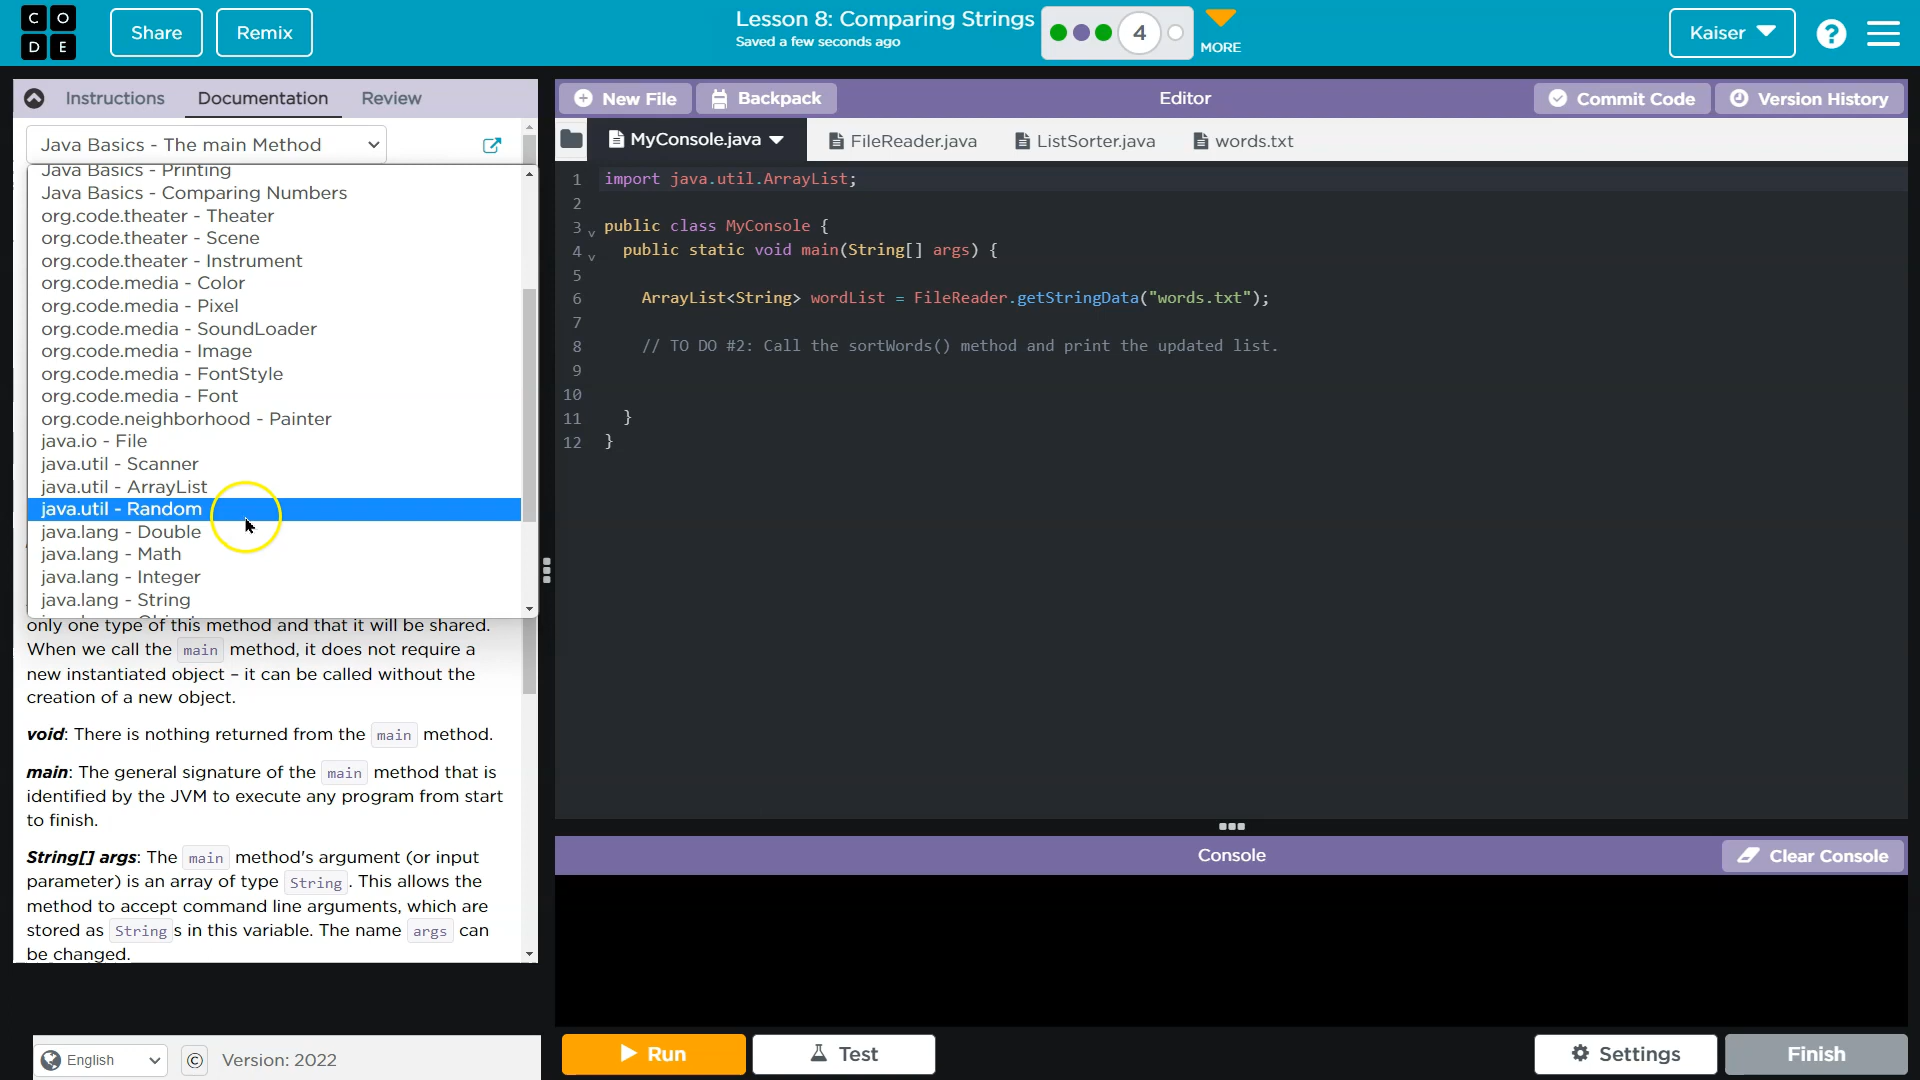 C O
D E
Share
Remix
Lesson 8: Comparing Strings
Saved a few seconds ago
4
MORE
Kaiser
?
Instructions
Documentation
Review
New File
Backpack
Editor
Commit Code
Version History
Java Basics - The main Method
MyConsole.java
FileReader.java
ListSorter.java
words.txt
Java Basics - Printing
Java Basics - Comparing Numbers
org.code.theater - Theater
org.code.theater - Scene
org.code.theater - Instrument
org.code.media - Color
org.code.media - Pixel
org.code.media - SoundLoader
org.code.media - Image
org.code.media - FontStyle
org.code.media - Font
org.code.neighborhood - Painter
java.io - File
java.util - Scanner
java.util - ArrayList
java.util - Random
java.lang - Double
java.lang - Math
java.lang - Integer
java.lang - String
only one type of this method and that it will be shared.
When we call the main method, it does not require a
new instantiated object – it can be called without the
creation of a new object.
void: There is nothing returned from the main method.
main: The general signature of the main method that is
identified by the JVM to execute any program from start
to finish.
String[] args: The main method's argument (or input
parameter) is an array of type String. This allows the
method to accept command line arguments, which are
stored as Strings in this variable. The name args can
be changed.
1 import java.util.ArrayList;
2
3 public class MyConsole {
4 public static void main(String[] args) {
5
6 ArrayList<String> wordList = FileReader.getStringData("words.txt");
7
8 // TO DO #2: Call the sortWords() method and print the updated list.
9
10
11 }
12 }
Console
Clear Console
English
©
Version: 2022
Run
Test
Settings
Finish